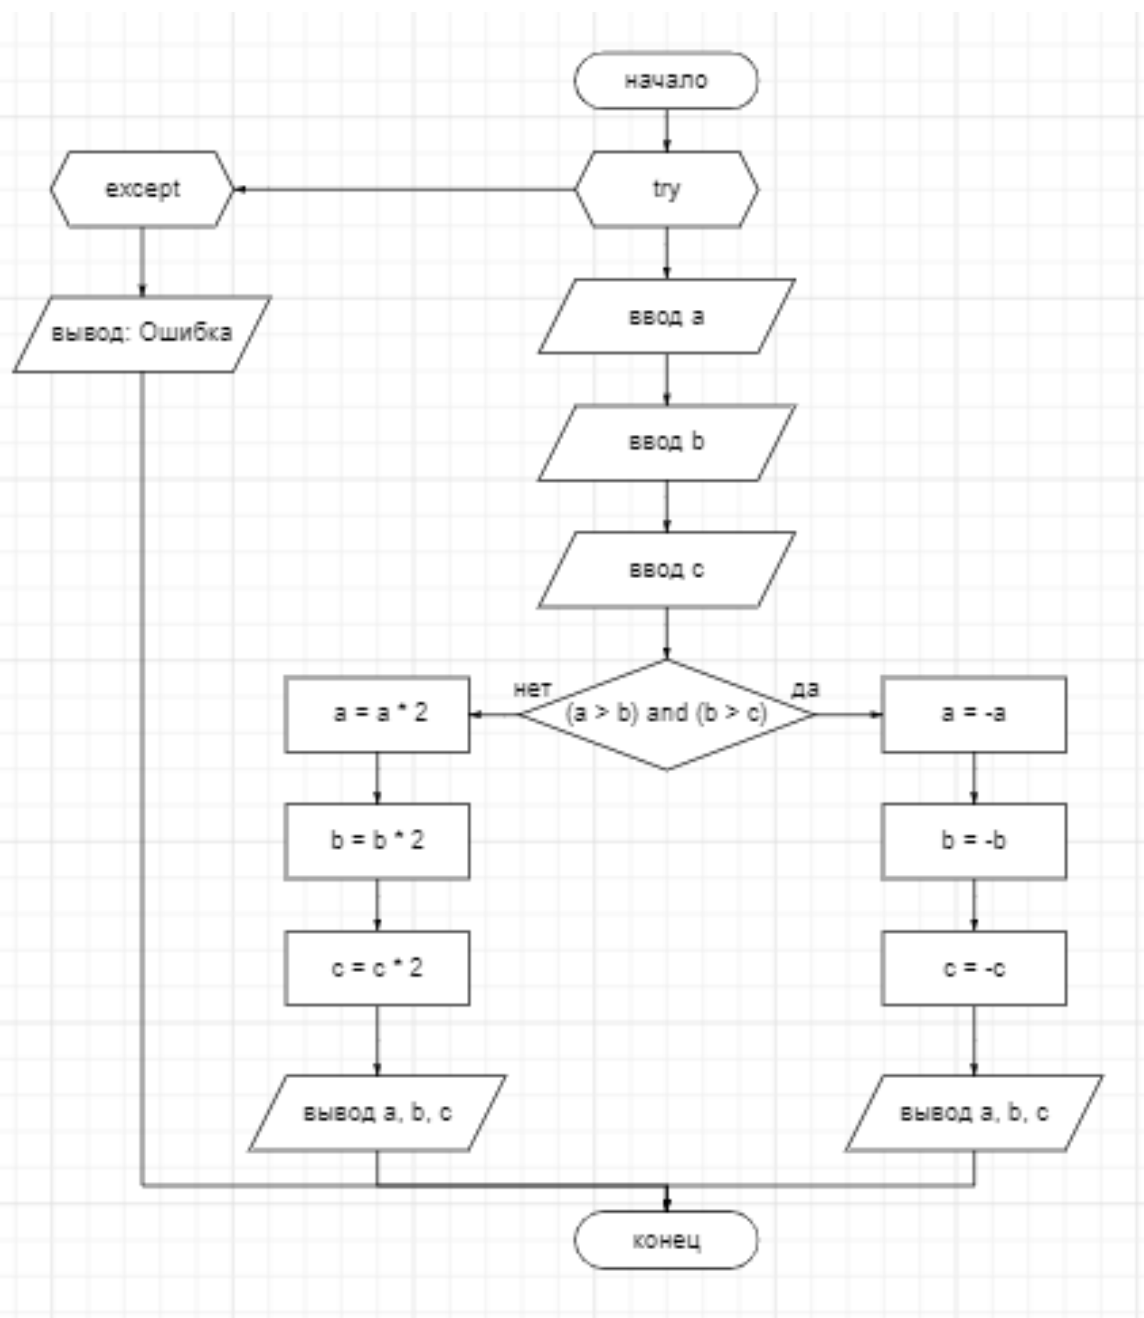 начало
except
try
вывод: Ошибка
ввод a
ввод b
ввод c
нет
(a > b) and (b > c)
да
a = a * 2
a = -a
b = b * 2
b = -b
c = c * 2
c = -c
вывод a, b, c
вывод a, b, c
конец